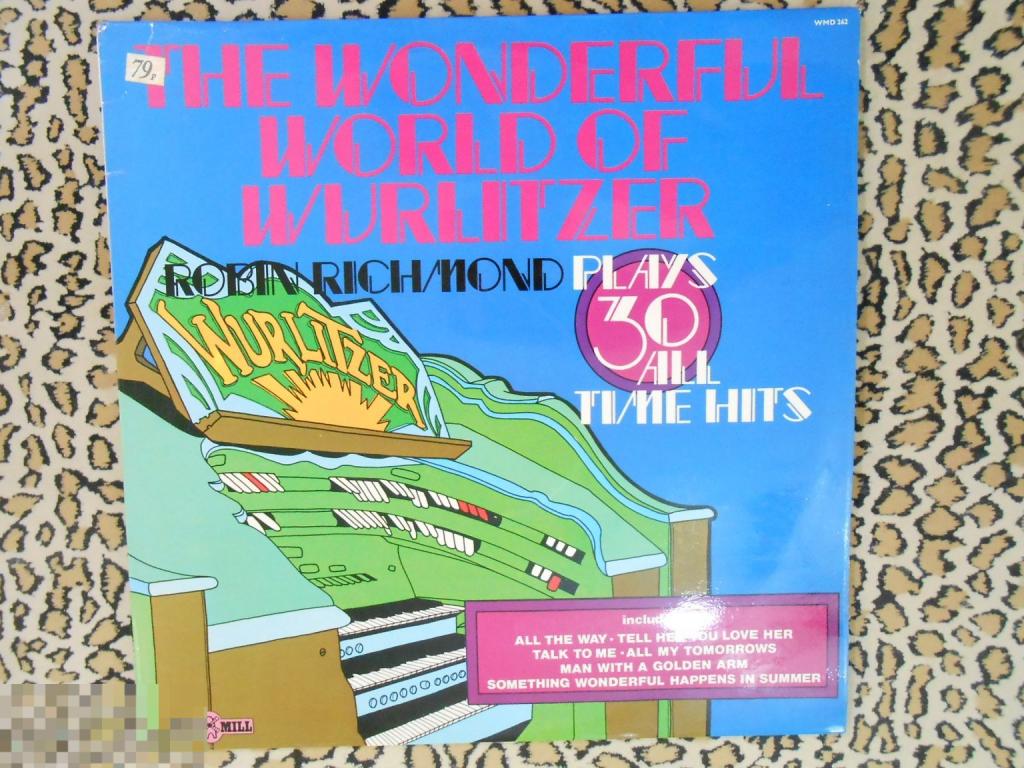 WMD 262
79p
THE WONDERFUL
WORLD OF
WURLITZER
ROBIN RICHMOND PLAYS
30
ALL
TIME HITS
WURLITZER
ALL THE WAY · TELL HER YOU LOVE HER
TALK TO ME · ALL MY TOMORROWS
MAN WITH A GOLDEN ARM
SOMETHING WONDERFUL HAPPENS IN SUMMER
MILL